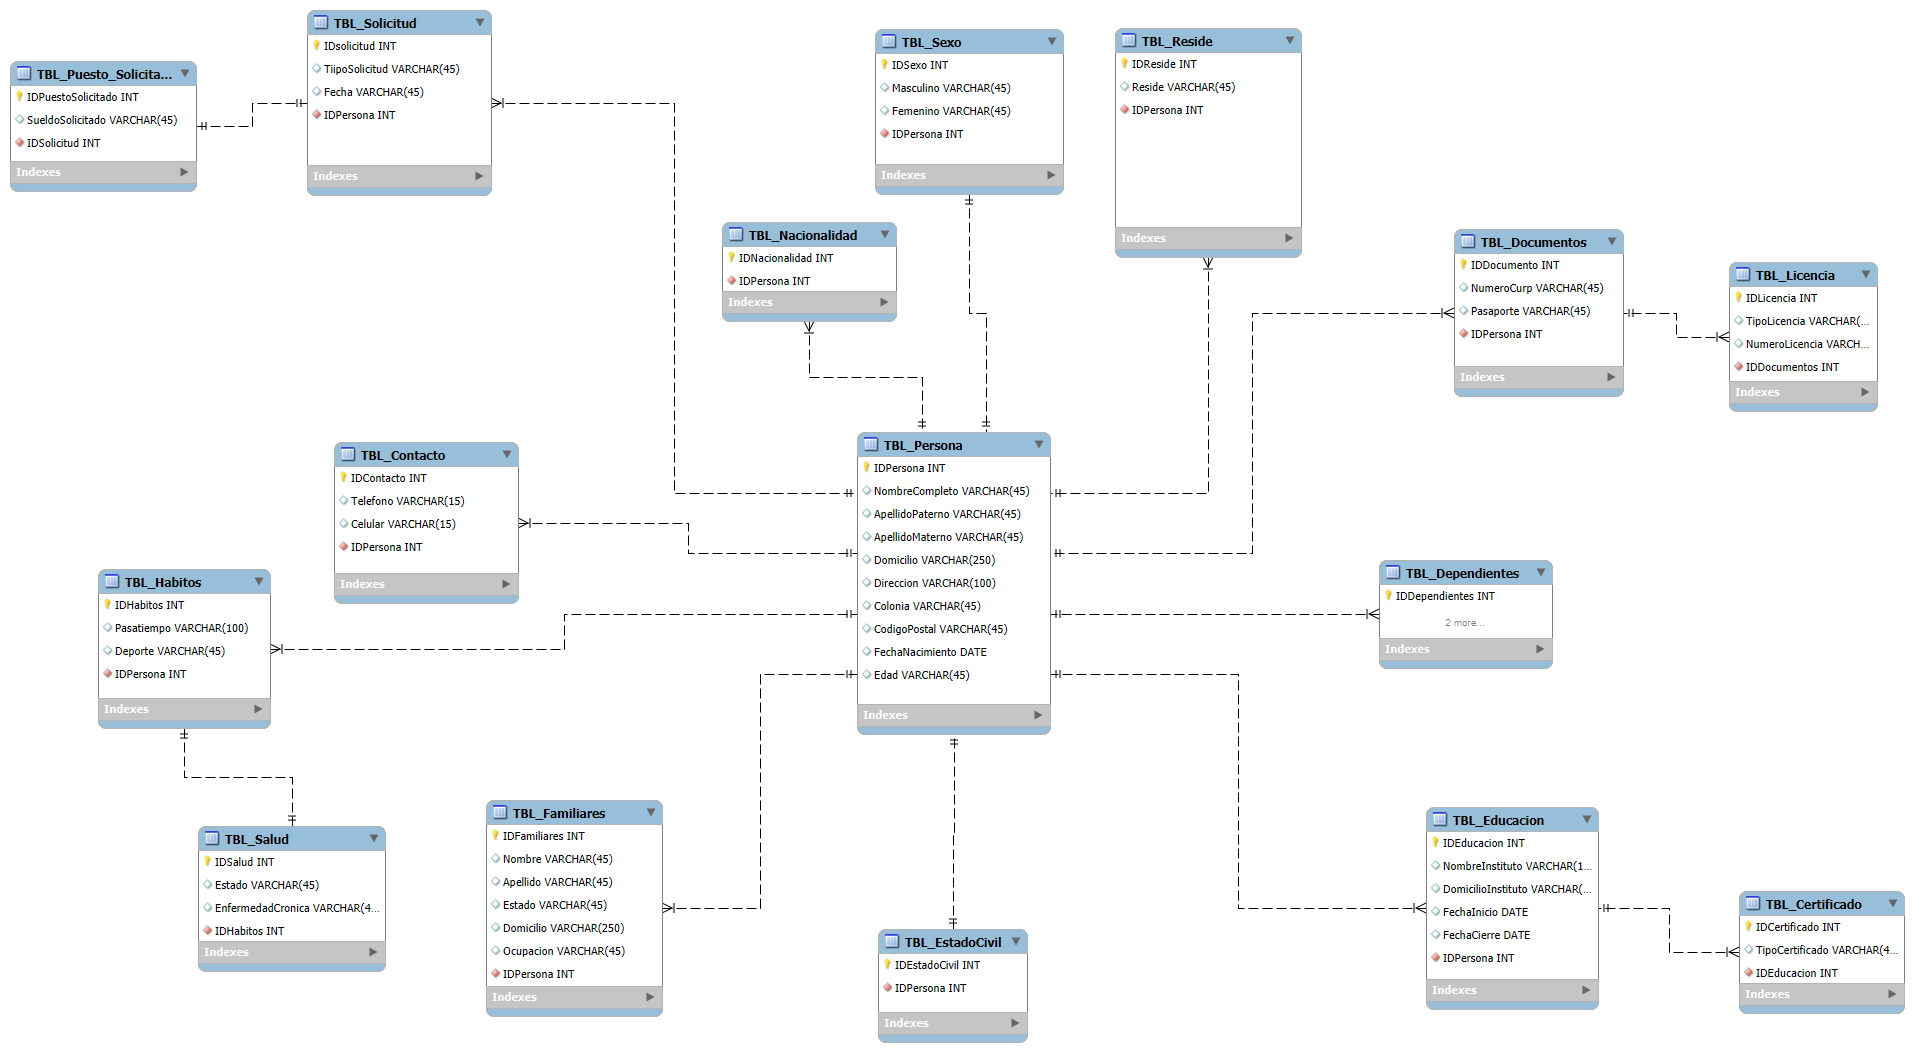 TBL_Solicitud
IDsolicitud INT
TiipoSolicitud VARCHAR(45)
Fecha VARCHAR(45)
IDPersona INT
Indexes
TBL_Puesto_Solicita...
IDPuestoSolicitado INT
SueldoSolicitado VARCHAR(45)
IDSolicitud INT
Indexes
TBL_Sexo
IDSexo INT
Masculino VARCHAR(45)
Femenino VARCHAR(45)
IDPersona INT
Indexes
TBL_Reside
IDReside INT
Reside VARCHAR(45)
IDPersona INT
Indexes
TBL_Nacionalidad
IDNacionalidad INT
IDPersona INT
Indexes
TBL_Documentos
IDDocumento INT
NumeroCurp VARCHAR(45)
Pasaporte VARCHAR(45)
IDPersona INT
Indexes
TBL_Licencia
IDLicencia INT
TipoLicencia VARCHAR(...
NumeroLicencia VARCH...
IDDocumentos INT
Indexes
TBL_Contacto
IDContacto INT
Telefono VARCHAR(15)
Celular VARCHAR(15)
IDPersona INT
Indexes
TBL_Persona
IDPersona INT
NombreCompleto VARCHAR(45)
ApellidoPaterno VARCHAR(45)
ApellidoMaterno VARCHAR(45)
Domicilio VARCHAR(250)
Direccion VARCHAR(100)
Colonia VARCHAR(45)
CodigoPostal VARCHAR(45)
FechaNacimiento DATE
Edad VARCHAR(45)
Indexes
TBL_Habitos
IDHabitos INT
Pasatiempo VARCHAR(100)
Deporte VARCHAR(45)
IDPersona INT
Indexes
TBL_Dependientes
IDDependientes INT
2 more...
Indexes
TBL_Salud
IDSalud INT
Estado VARCHAR(45)
EnfermedadCronica VARCHAR(4...
IDHabitos INT
Indexes
TBL_Familiares
IDFamiliares INT
Nombre VARCHAR(45)
Apellido VARCHAR(45)
Estado VARCHAR(45)
Domicilio VARCHAR(250)
Ocupacion VARCHAR(45)
IDPersona INT
Indexes
TBL_EstadoCivil
IDEstadoCivil INT
IDPersona INT
Indexes
TBL_Educacion
IDEducacion INT
NombreInstituto VARCHAR(1...
DomicilioInstituto VARCHAR(...
FechaInicio DATE
FechaCierre DATE
IDPersona INT
Indexes
TBL_Certificado
IDCertificado INT
TipoCertificado VARCHAR(4...
IDEducacion INT
Indexes